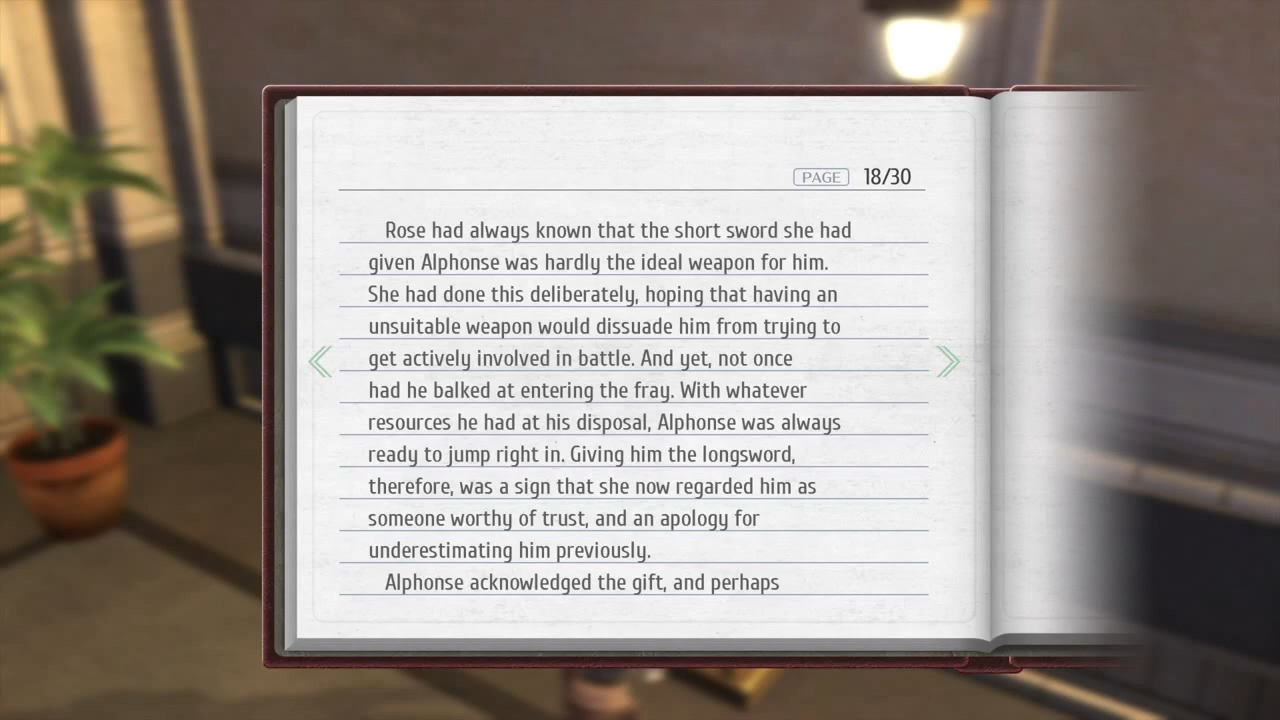 PAGE 18/30
Rose had always known that the short sword she had
given Alphonse was hardly the ideal weapon for him.
She had done this deliberately, hoping that having an
unsuitable weapon would dissuade him from trying to
get actively involved in battle. And yet, not once
had he balked at entering the fray. With whatever
resources he had at his disposal, Alphonse was always
ready to jump right in. Giving him the longsword,
therefore, was a sign that she now regarded him as
someone worthy of trust, and an apology for
underestimating him previously.
Alphonse acknowledged the gift, and perhaps